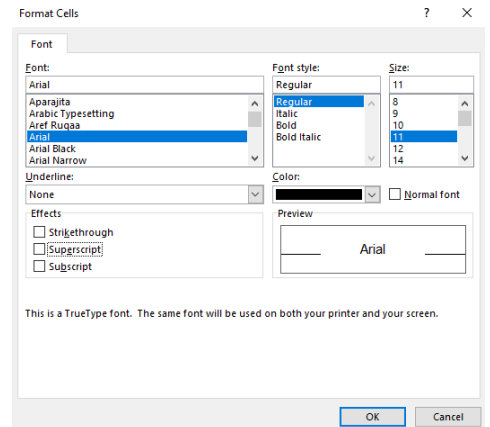 Format Cells ? ×
Font
Font: Font style: Size:
Arial Regular 11
Aparajita Regular 8
Arabic Typesetting Italic 9
Aref Ruqaa Bold 10
Arial Bold Italic 11
Arial Black 12
Arial Narrow 14
Underline: Color:
None Normal font
Effects Preview
Strikethrough
Superscript Arial
Subscript
This is a TrueType font. The same font will be used on both your printer and your screen.
OK Cancel